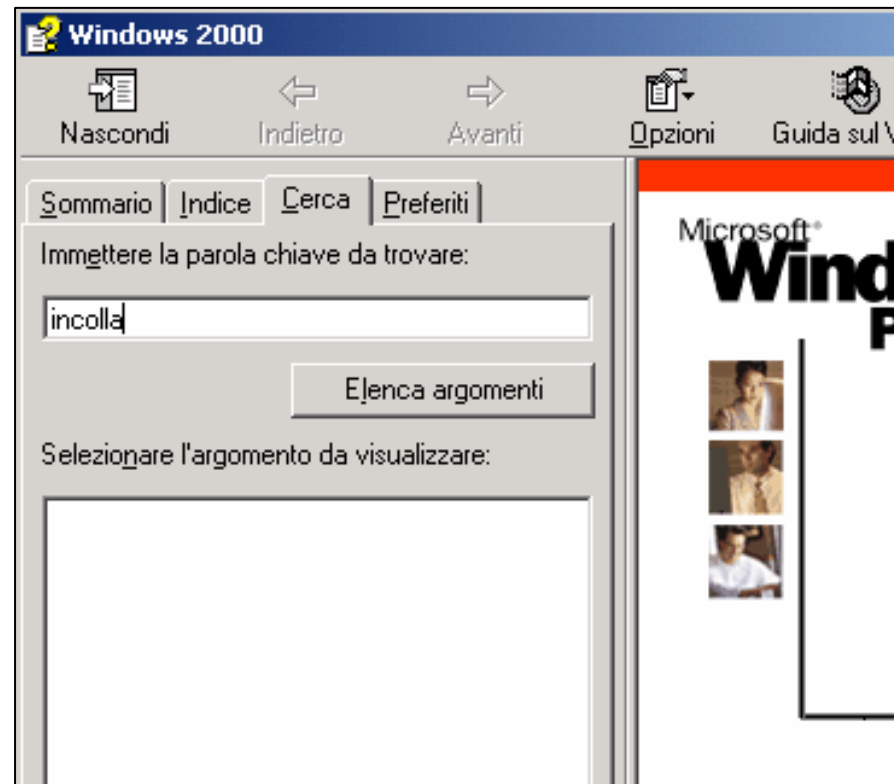 Windows 2000
Nascondi Indietro Avanti Opzioni Guida sul
Sommario Indice Cerca Preferiti
Immettere la parola chiave da trovare:
incolla
Elenca argomenti
Selezionare l'argomento da visualizzare:
Microsoft